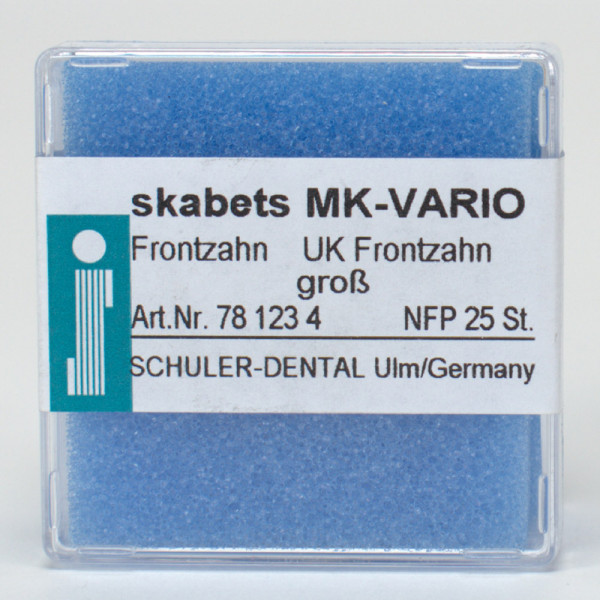 skabets MK-VARIO
Frontzahn UK Frontzahn
groß
Art.Nr. 78 123 4 NFP 25 St.
SCHULER-DENTAL Ulm/Germany